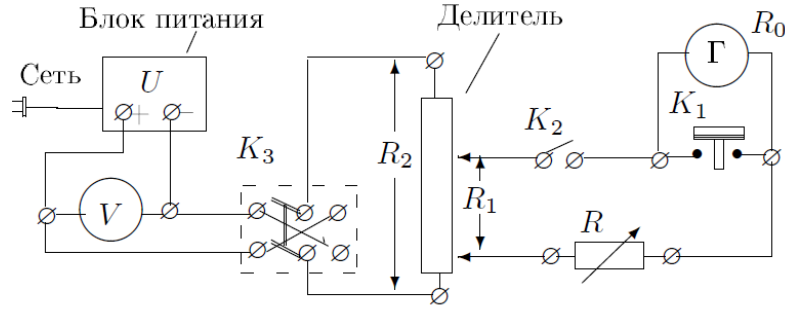 Блок питания
Делитель
Сеть
U
R₀
Γ
+
−
K₁
K₂
K₃
R₂
V
R₁
R